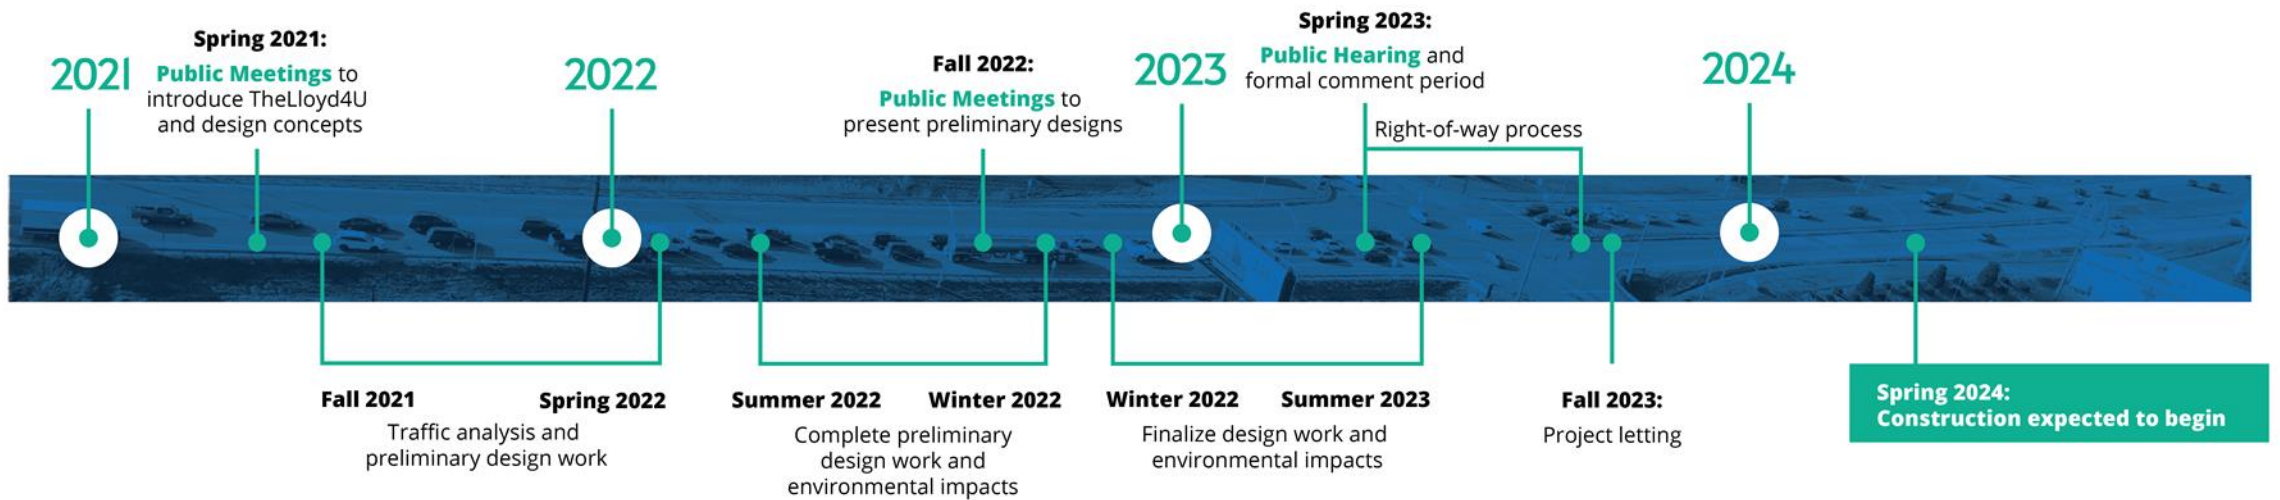 2021
Spring 2021:
Public Meetings to
introduce TheLloyd4U
and design concepts
2022
Fall 2022:
Public Meetings to
present preliminary designs
2023
Spring 2023:
Public Hearing and
formal comment period
Right-of-way process
2024
Fall 2021
Spring 2022
Traffic analysis and
preliminary design work
Summer 2022
Winter 2022
Complete preliminary
design work and
environmental impacts
Winter 2022
Summer 2023
Finalize design work and
environmental impacts
Fall 2023:
Project letting
Spring 2024:
Construction expected to begin